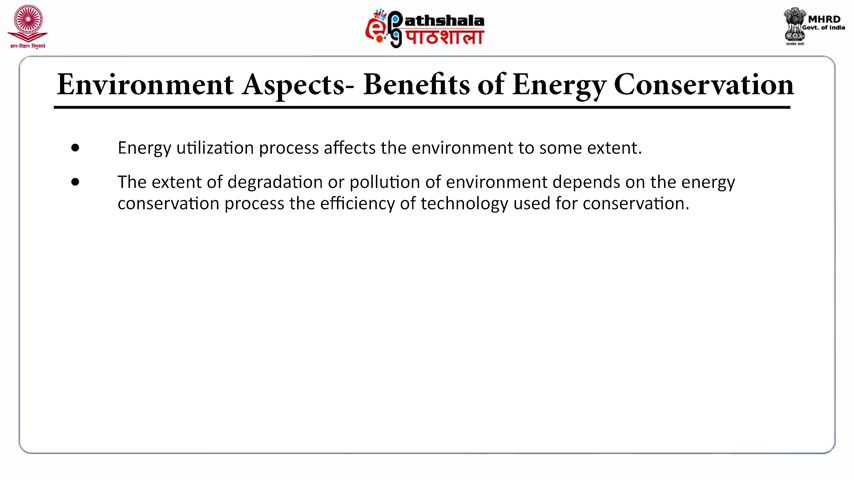 ज्ञान-विज्ञान विमुक्तये
ePathshala
पाठशाला
MHRD
Govt. of India
Environment Aspects- Benefits of Energy Conservation
● Energy utilization process affects the environment to some extent.
● The extent of degradation or pollution of environment depends on the energy
conservation process the efficiency of technology used for conservation.